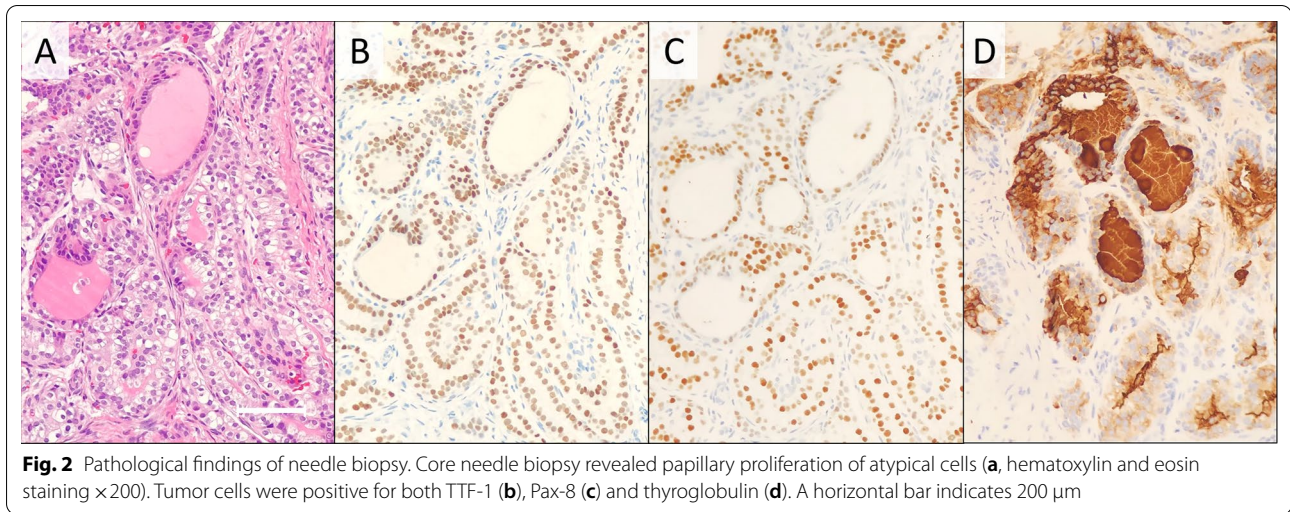 A B C D
Fig. 2 Pathological findings of needle biopsy. Core needle biopsy revealed papillary proliferation of atypical cells (a, hematoxylin and eosin
staining ×200). Tumor cells were positive for both TTF-1 (b), Pax-8 (c) and thyroglobulin (d). A horizontal bar indicates 200 μm